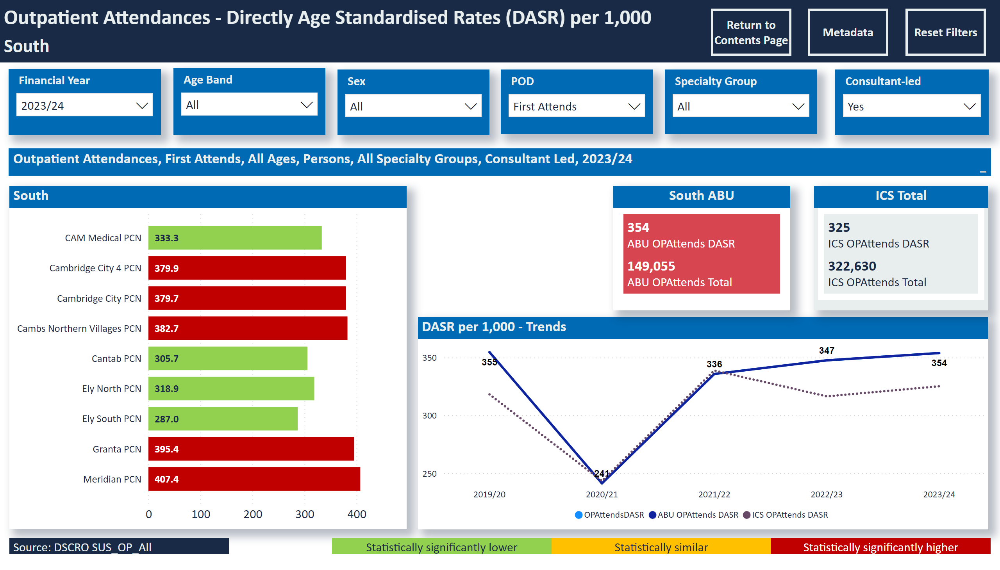 Outpatient Attendances - Directly Age Standardised Rates (DASR) per 1,000
South
Return to
Contents Page
Metadata
Reset Filters
Financial Year
2023/24
Age Band
All
Sex
All
POD
First Attends
Specialty Group
All
Consultant-led
Yes
Outpatient Attendances, First Attends, All Ages, Persons, All Specialty Groups, Consultant Led, 2023/24
South
CAM Medical PCN 333.3
Cambridge City 4 PCN 379.9
Cambridge City PCN 379.7
Cambs Northern Villages PCN 382.7
Cantab PCN 305.7
Ely North PCN 318.9
Ely South PCN 287.0
Granta PCN 395.4
Meridian PCN 407.4
0 100 200 300 400
South ABU
354
ABU OPAttends DASR
149,055
ABU OPAttends Total
ICS Total
325
ICS OPAttends DASR
322,630
ICS OPAttends Total
DASR per 1,000 - Trends
350
300
250
355
241
336
347
354
2019/20 2020/21 2021/22 2022/23 2023/24
OPAttendsDASR ABU OPAttends DASR ICS OPAttends DASR
Source: DSCRO SUS_OP_All
Statistically significantly lower
Statistically similar
Statistically significantly higher